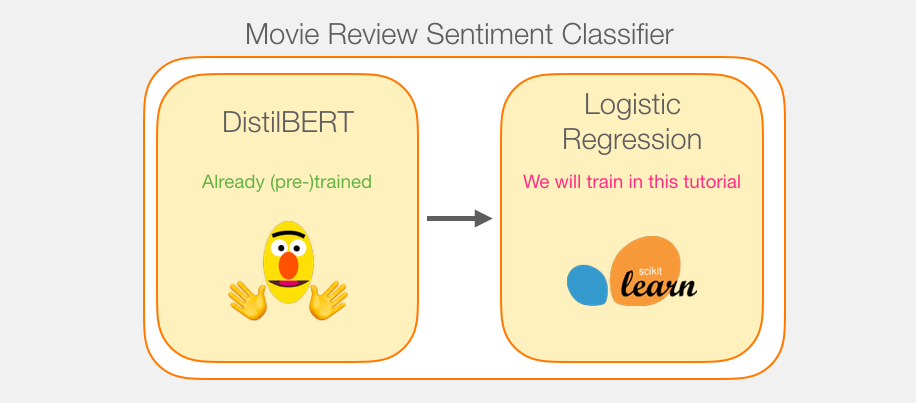 Movie Review Sentiment Classifier
DistilBERT
Already (pre-)trained
Logistic
Regression
We will train in this tutorial
scikit
learn